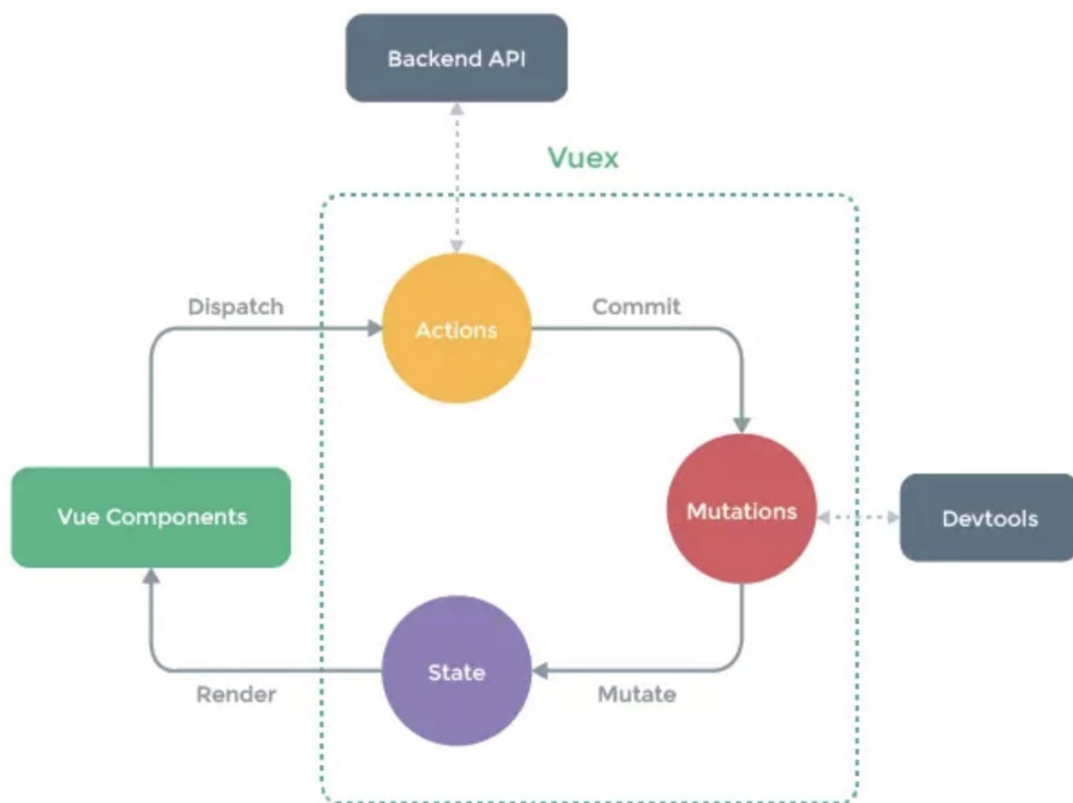 Backend API
Vuex
Dispatch
Commit
Actions
Vue Components
Mutations
Devtools
State
Render
Mutate